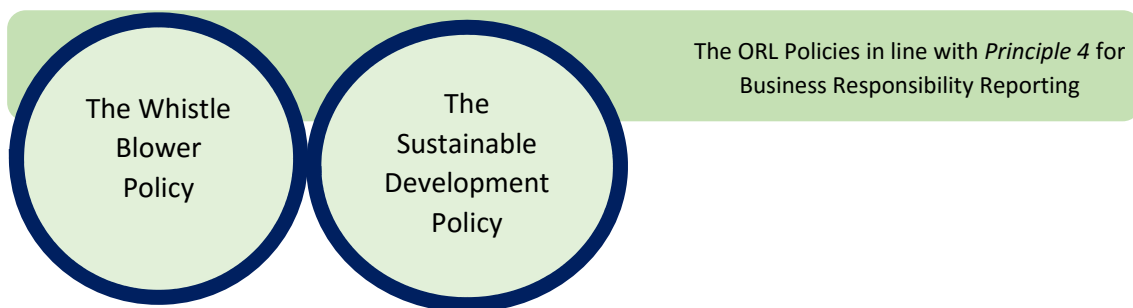 The Whistle
Blower
Policy
The
Sustainable
Development
Policy
The ORL Policies in line with Principle 4 for
Business Responsibility Reporting